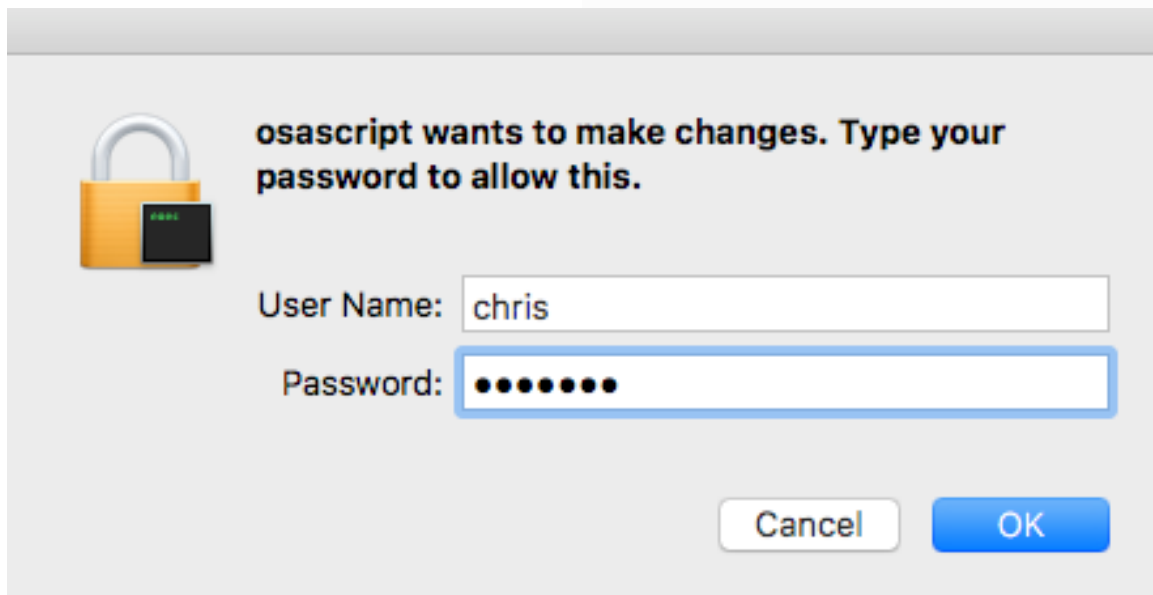 osascript wants to make changes. Type your
password to allow this.
User Name: chris
Password: •••••••
Cancel OK